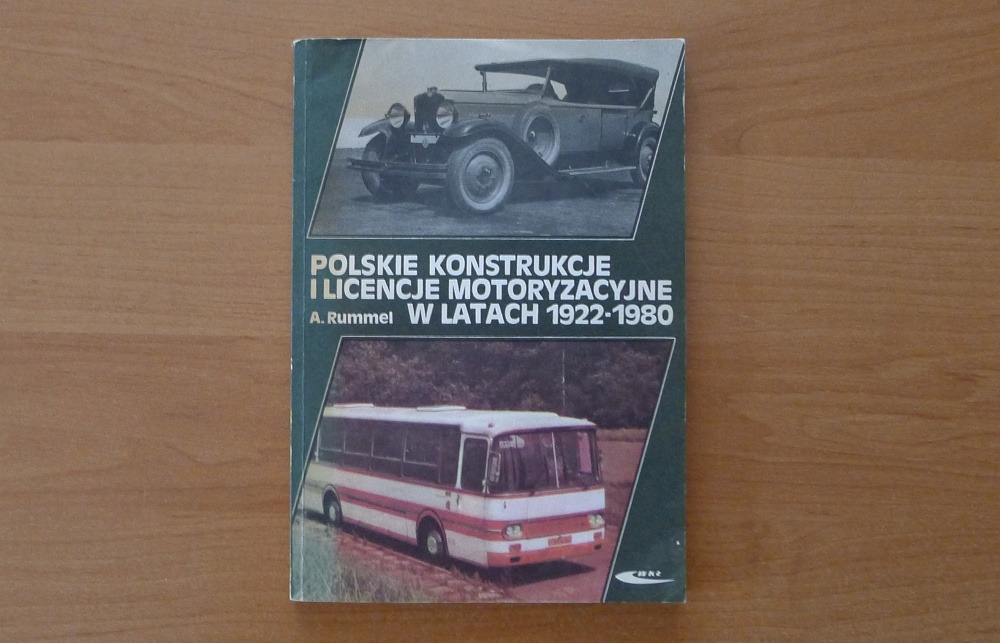 POLSKIE KONSTRUKCJE
I LICENCJE MOTORYZACYJNE
A. Rummel W LATACH 1922-1980